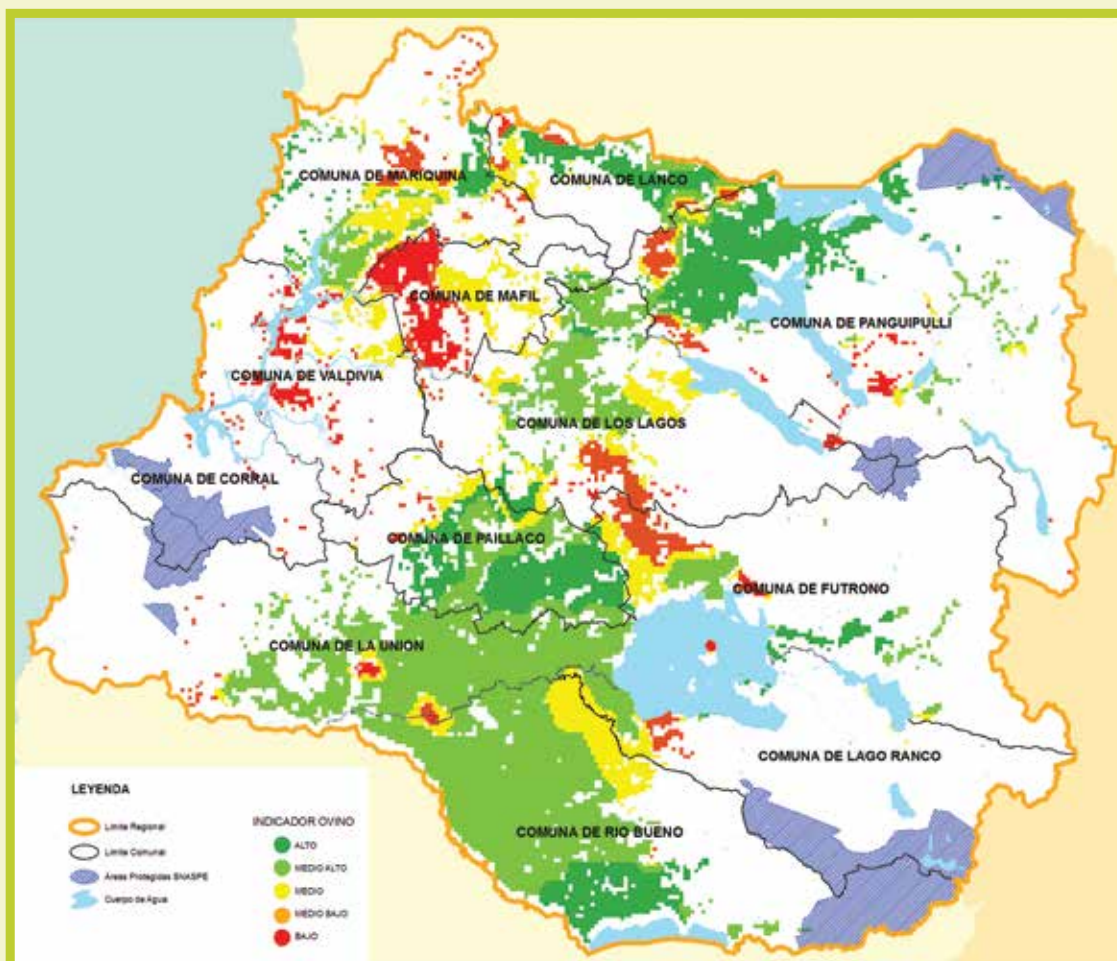 COMUNA DE MARIQUINA
COMUNA DE LANCO
COMUNA DE MAFIL
COMUNA DE PANGUIPULLI
COMUNA DE VALDIVIA
COMUNA DE LOS LAGOS
COMUNA DE CORRAL
COMUNA DE PAILLACO
COMUNA DE FUTRONO
COMUNA DE LA UNION
COMUNA DE LAGO RANCO
COMUNA DE RIO BUENO
LEYENDA
Limite Regional
Limite Comunal
Áreas Protegidas SNASPE
Cuerpo de Agua
INDICADOR OVINO
ALTO
MEDIO ALTO
MEDIO
MEDIO BAJO
BAJO